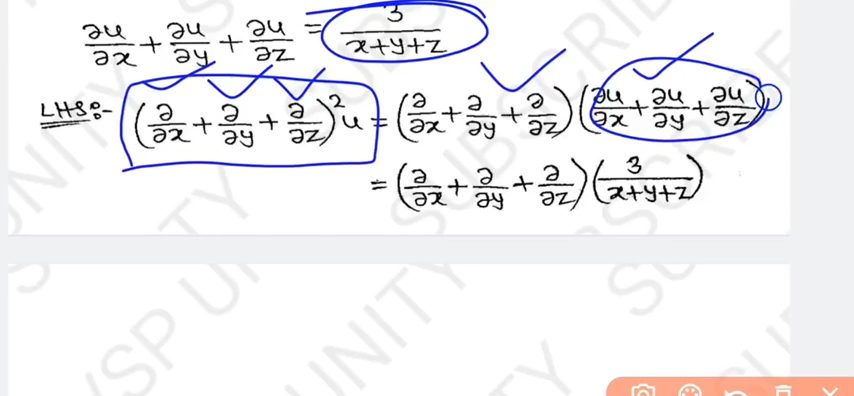 ∂u/∂x + ∂u/∂y + ∂u/∂z = 3/(x+y+z)
LHS:- (∂/∂x + ∂/∂y + ∂/∂z)²u = (∂/∂x + ∂/∂y + ∂/∂z)(∂u/∂x + ∂u/∂y + ∂u/∂z)
= (∂/∂x + ∂/∂y + ∂/∂z)(3/(x+y+z))